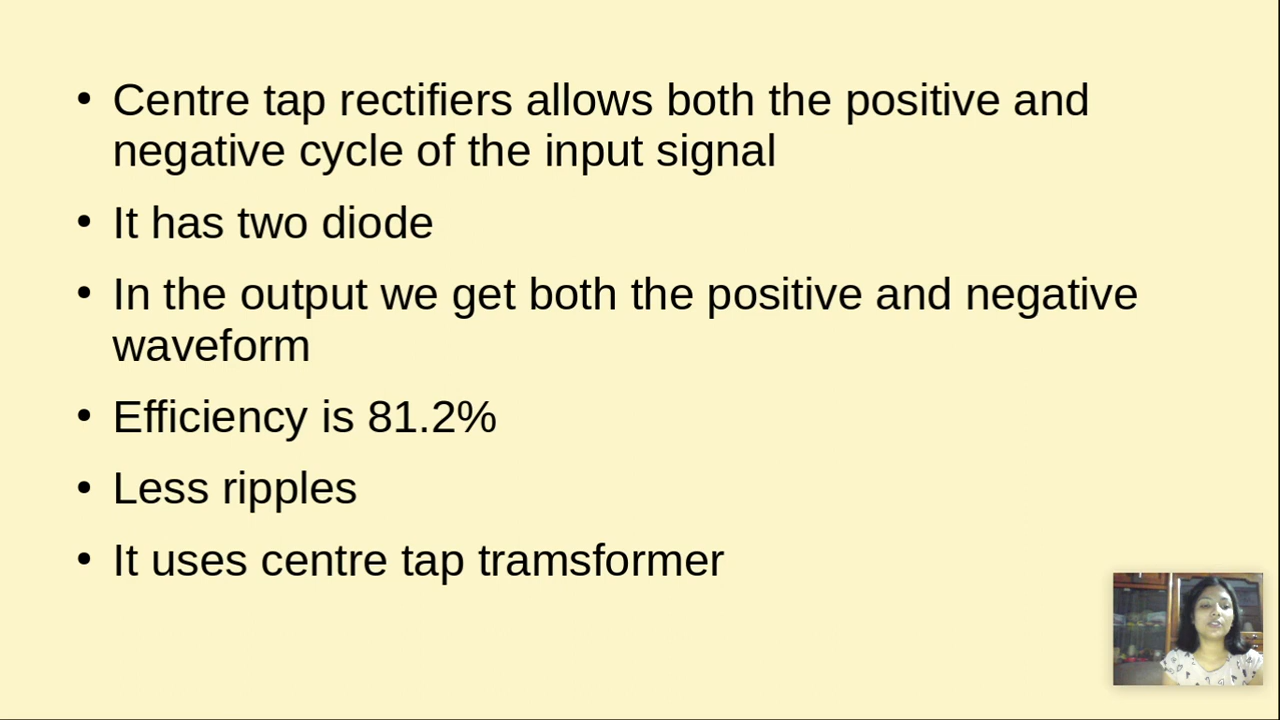 • Centre tap rectifiers allows both the positive and
negative cycle of the input signal
• It has two diode
• In the output we get both the positive and negative
waveform
• Efficiency is 81.2%
• Less ripples
• It uses centre tap tramsformer